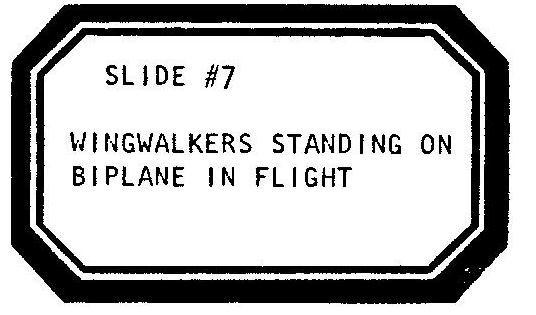 SLIDE #7
WINGWALKERS STANDING ON
BIPLANE IN FLIGHT